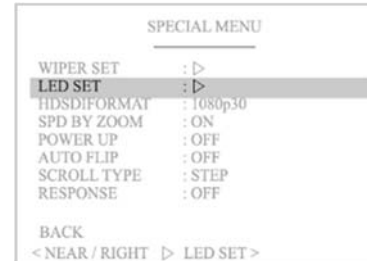 SPECIAL MENU
WIPER SET : ▷
LED SET : ▷
HDSDIFORMAT : 1080p30
SPD BY ZOOM : ON
POWER UP : OFF
AUTO FLIP : OFF
SCROLL TYPE : STEP
RESPONSE : OFF
BACK
< NEAR / RIGHT ▷ LED SET >